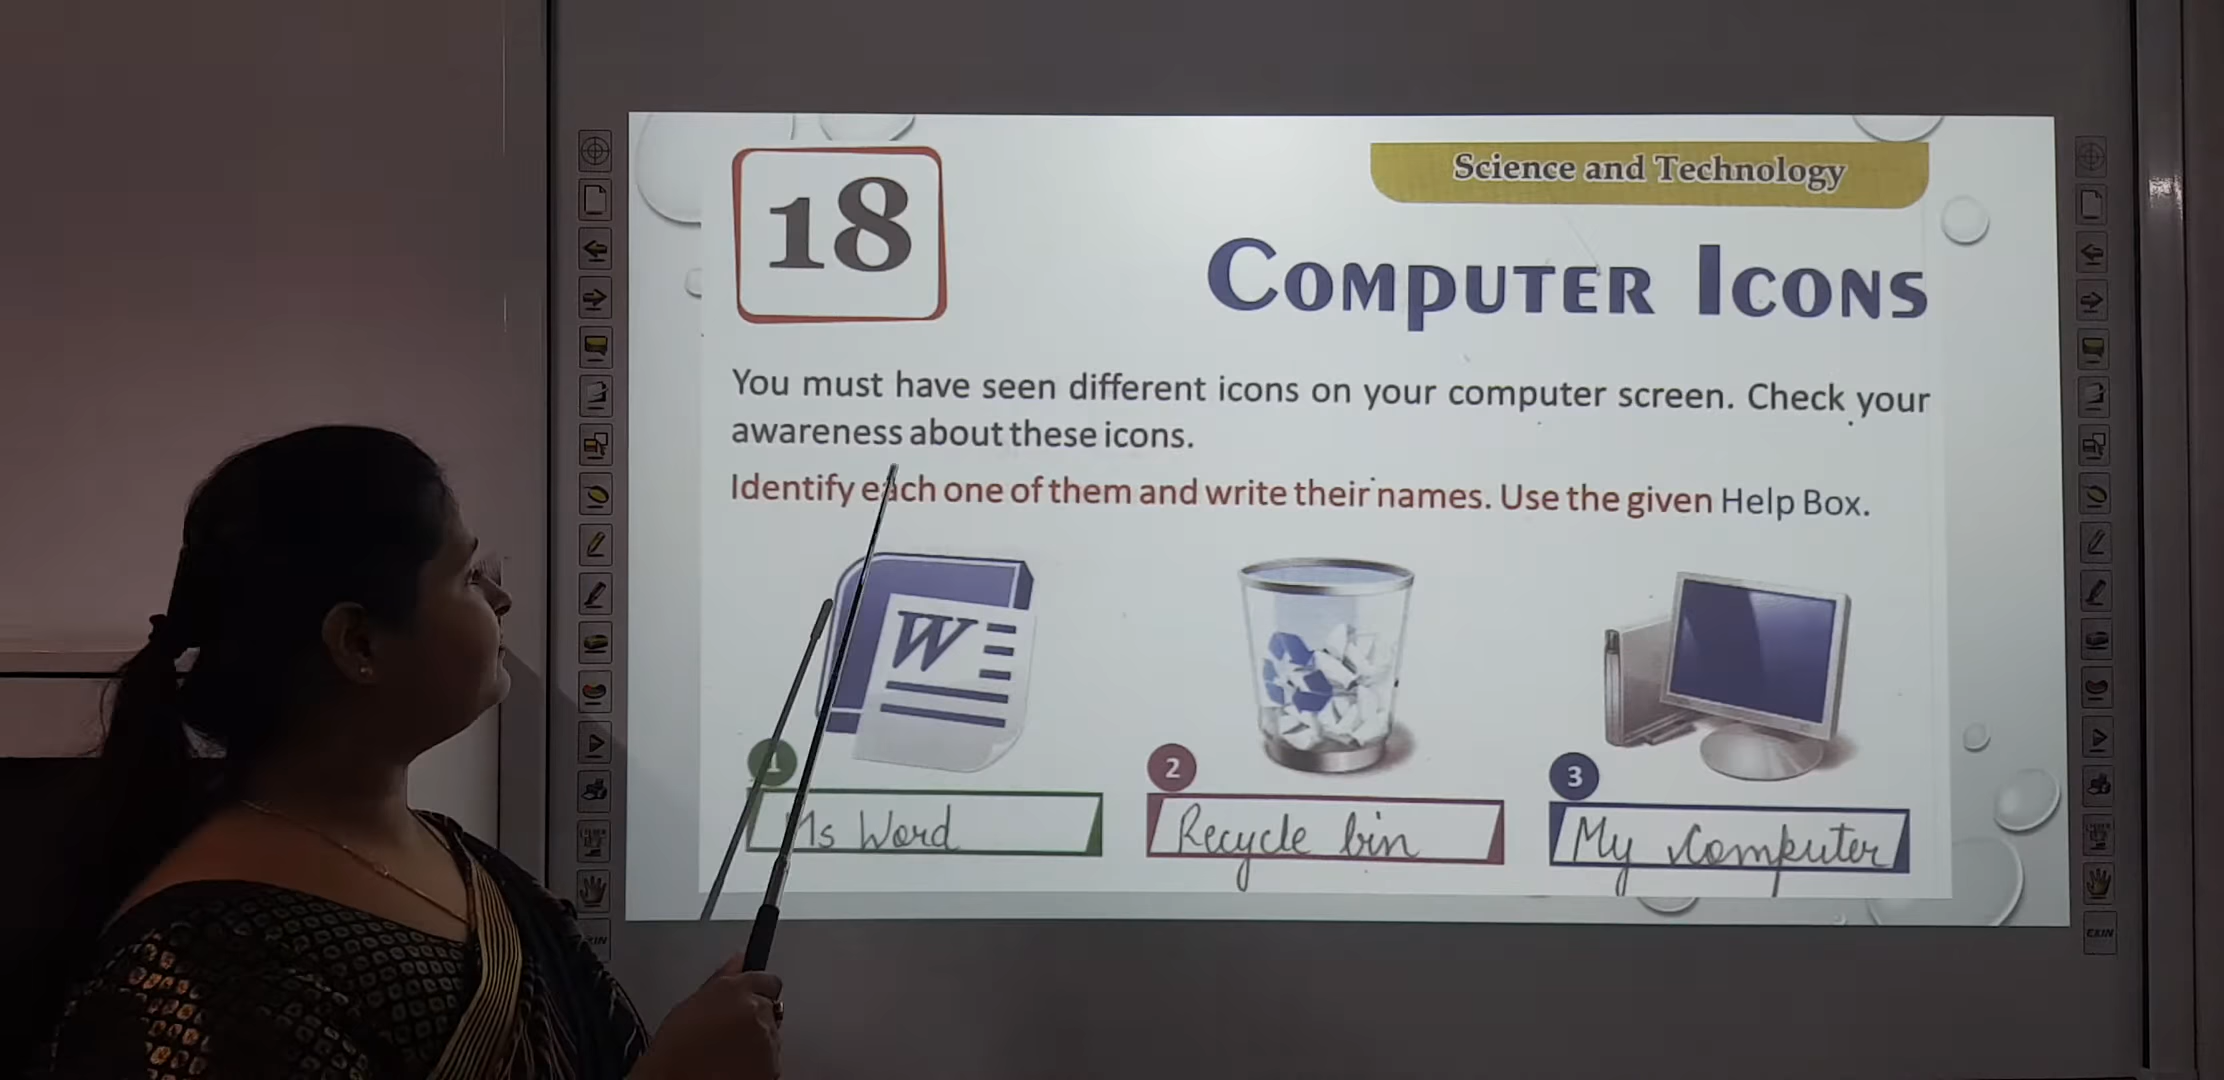 18
Science and Technology
COMPUTER ICONS
You must have seen different icons on your computer screen. Check your
awareness about these icons.
Identify each one of them and write their names. Use the given Help Box.
W
1
2
3
Ms Word
Recycle bin
My Computer